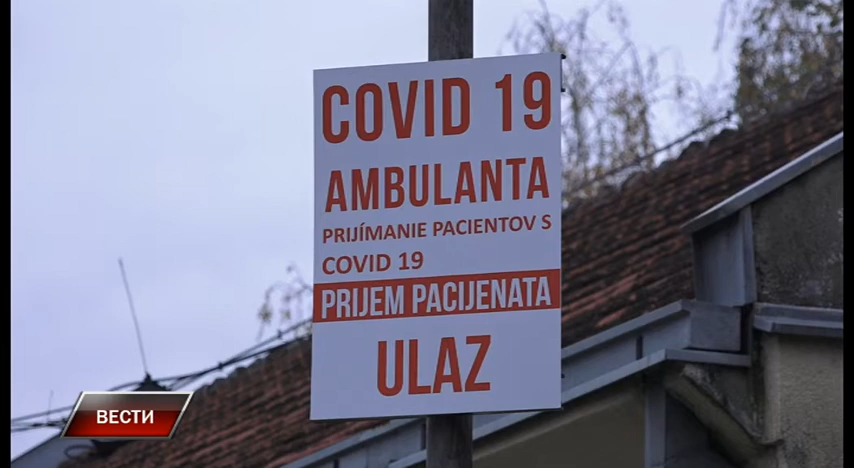 COVID 19
AMBULANTA
PRIJÍMANIE PACIENTOV S
COVID 19
PRIJEM PACIJENATA
ULAZ
ВЕСТИ